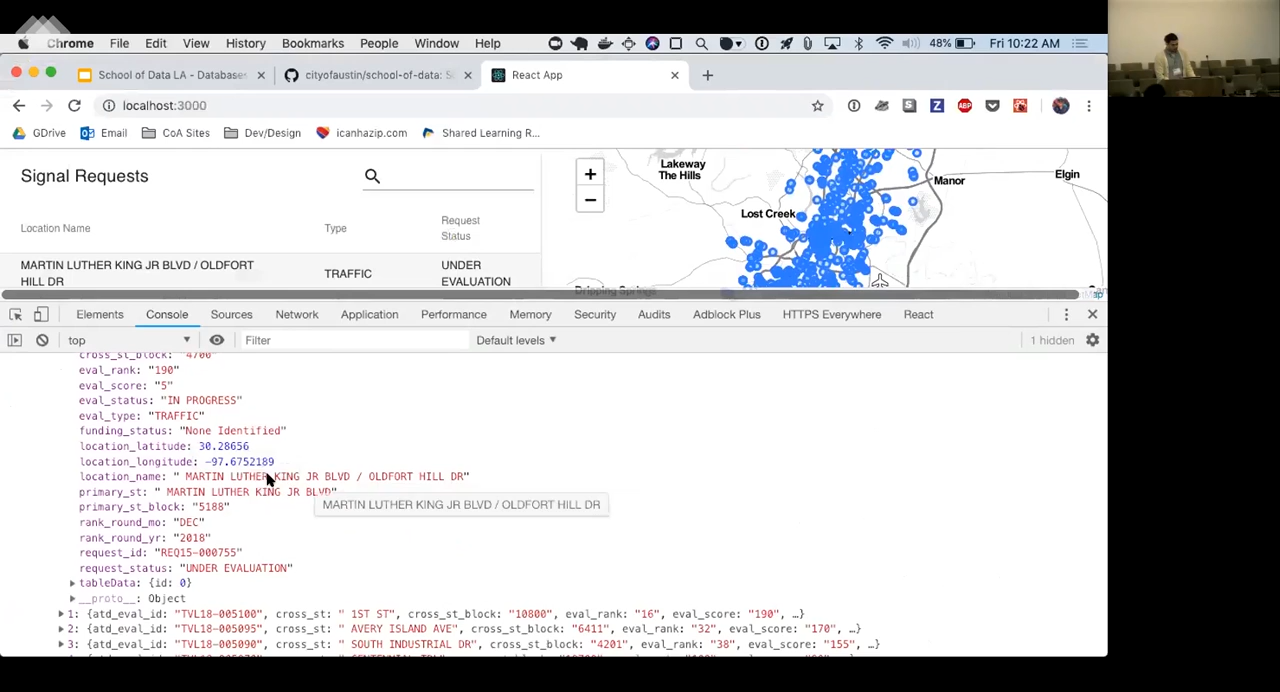 Chrome File Edit View History Bookmarks People Window Help 48% Fri 10:22 AM
School of Data LA - Databases cityofaustin/school-of-data: Sc React App
localhost:3000
GDrive Email CoA Sites Dev/Design icanhazip.com Shared Learning R...
Signal Requests
Location Name Type Request Status
MARTIN LUTHER KING JR BLVD / OLDFORT HILL DR TRAFFIC UNDER EVALUATION
+
−
Lakeway
The Hills
Lost Creek
Manor
Elgin
Dripping Springs
Elements Console Sources Network Application Performance Memory Security Audits Adblock Plus HTTPS Everywhere React
top Filter Default levels 1 hidden
cross_st_block: "4700"
eval_rank: "190"
eval_score: "5"
eval_status: "IN PROGRESS"
eval_type: "TRAFFIC"
funding_status: "None Identified"
location_latitude: 30.28656
location_longitude: -97.6752189
location_name: " MARTIN LUTHER KING JR BLVD / OLDFORT HILL DR"
primary_st: " MARTIN LUTHER KING JR BLVD"
MARTIN LUTHER KING JR BLVD / OLDFORT HILL DR
primary_st_block: "5188"
rank_round_mo: "DEC"
rank_round_yr: "2018"
request_id: "REQ15-000755"
request_status: "UNDER EVALUATION"
tableData: {id: 0}
__proto__: Object
1: {atd_eval_id: "TVL18-005100", cross_st: " 1ST ST", cross_st_block: "10800", eval_rank: "16", eval_score: "190", …}
2: {atd_eval_id: "TVL18-005095", cross_st: " AVERY ISLAND AVE", cross_st_block: "6411", eval_rank: "32", eval_score: "170", …}
3: {atd_eval_id: "TVL18-005090", cross_st: " SOUTH INDUSTRIAL DR", cross_st_block: "4201", eval_rank: "38", eval_score: "155", …}